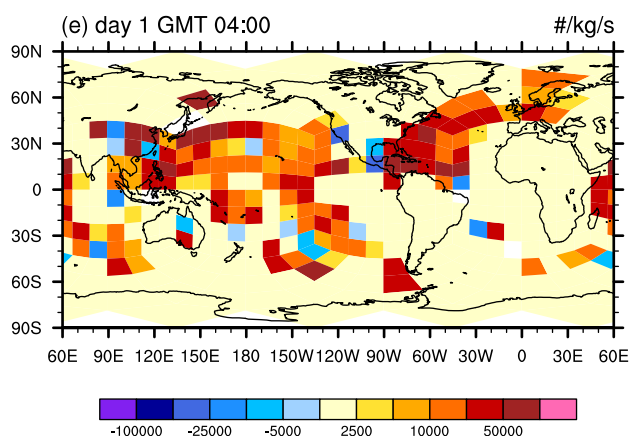 (e) day 1 GMT 04:00 #/kg/s
90N
60N
30N
0
30S
60S
90S
60E 90E 120E 150E 180 150W 120W 90W 60W 30W 0 30E 60E
-100000 -25000 -5000 2500 10000 50000